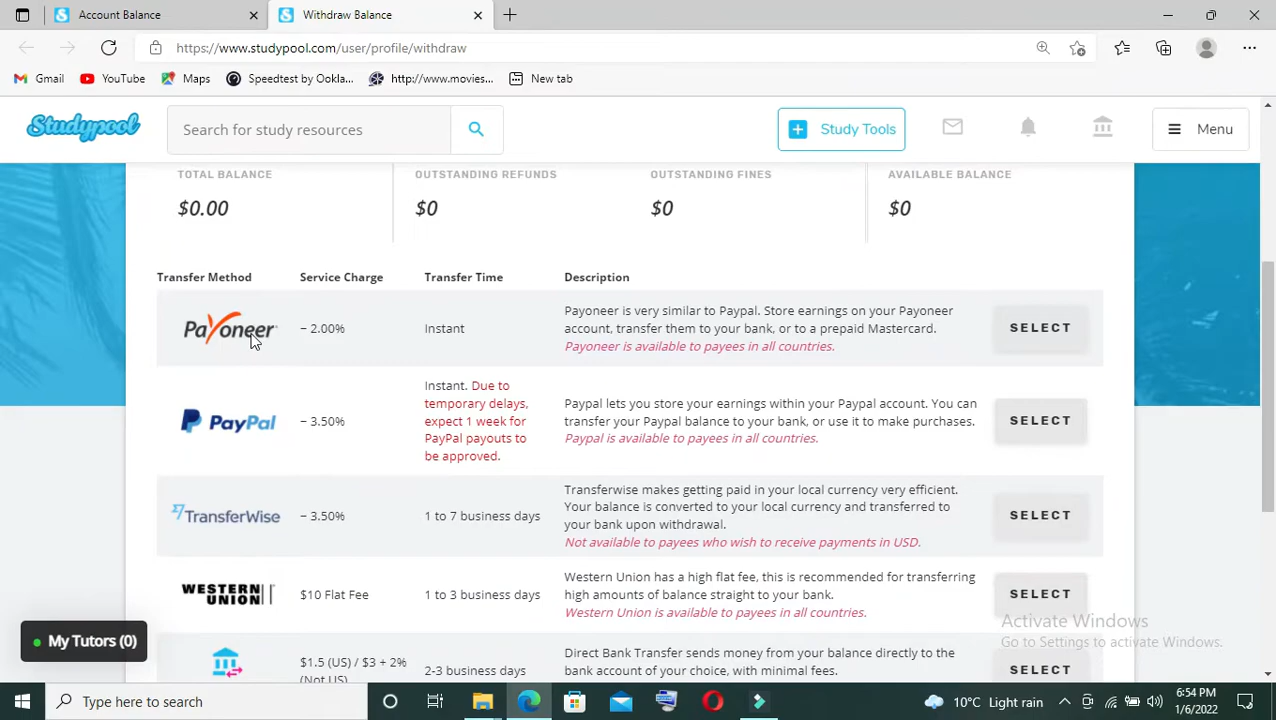 Account Balance
Withdraw Balance
https://www.studypool.com/user/profile/withdraw
Gmail
YouTube
Maps
Speedtest by Ookla...
http://www.movies...
New tab
Studypool
Search for study resources
Study Tools
Menu
TOTAL BALANCE
OUTSTANDING REFUNDS
OUTSTANDING FINES
AVAILABLE BALANCE
$0.00
$0
$0
$0
Transfer Method
Service Charge
Transfer Time
Description
Payoneer
~ 2.00%
Instant
Payoneer is very similar to Paypal. Store earnings on your Payoneer
account, transfer them to your bank, or to a prepaid Mastercard.
Payoneer is available to payees in all countries.
SELECT
PayPal
~ 3.50%
Instant. Due to
temporary delays,
expect 1 week for
PayPal payouts to
be approved.
Paypal lets you store your earnings within your Paypal account. You can
transfer your Paypal balance to your bank, or use it to make purchases.
Paypal is available to payees in all countries.
SELECT
TransferWise
~ 3.50%
1 to 7 business days
Transferwise makes getting paid in your local currency very efficient.
Your balance is converted to your local currency and transferred to
your bank upon withdrawal.
Not available to payees who wish to receive payments in USD.
SELECT
WESTERN UNION
$10 Flat Fee
1 to 3 business days
Western Union has a high flat fee, this is recommended for transferring
high amounts of balance straight to your bank.
Western Union is available to payees in all countries.
SELECT
$1.5 (US) / $3 + 2%
(Not US)
2-3 business days
Direct Bank Transfer sends money from your balance directly to the
bank account of your choice, with minimal fees.
SELECT
My Tutors (0)
Activate Windows
Go to Settings to activate Windows.
Type here to search
10°C Light rain
6:54 PM
1/6/2022